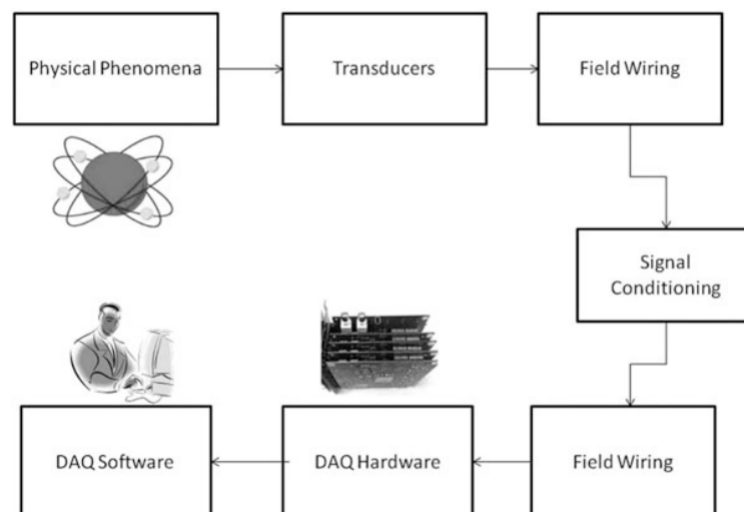 Physical Phenomena
Transducers
Field Wiring
Signal
Conditioning
DAQ Software
DAQ Hardware
Field Wiring